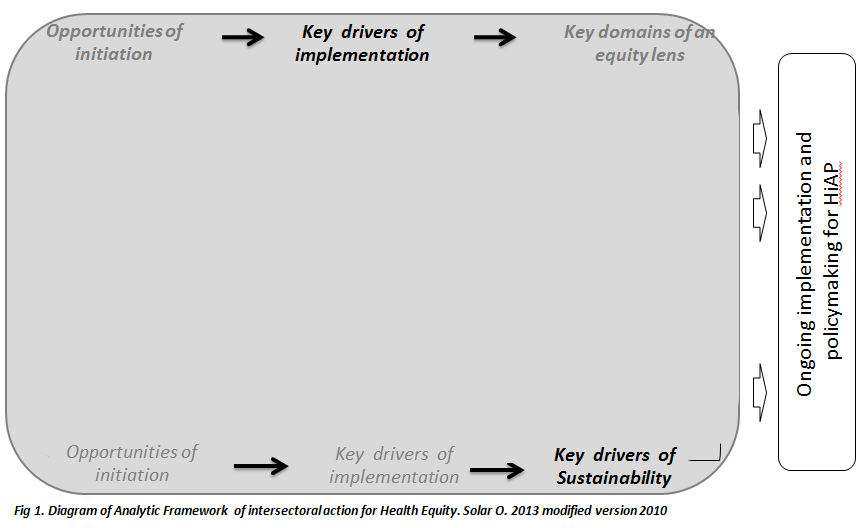 Opportunities of
initiation
Key drivers of
implementation
Key domains of an
equity lens
Ongoing implementation and
policymaking for HiAP
Opportunities of
initiation
Key drivers of
implementation
Key drivers of
Sustainability
Fig 1. Diagram of Analytic Framework of intersectoral action for Health Equity. Solar O. 2013 modified version 2010